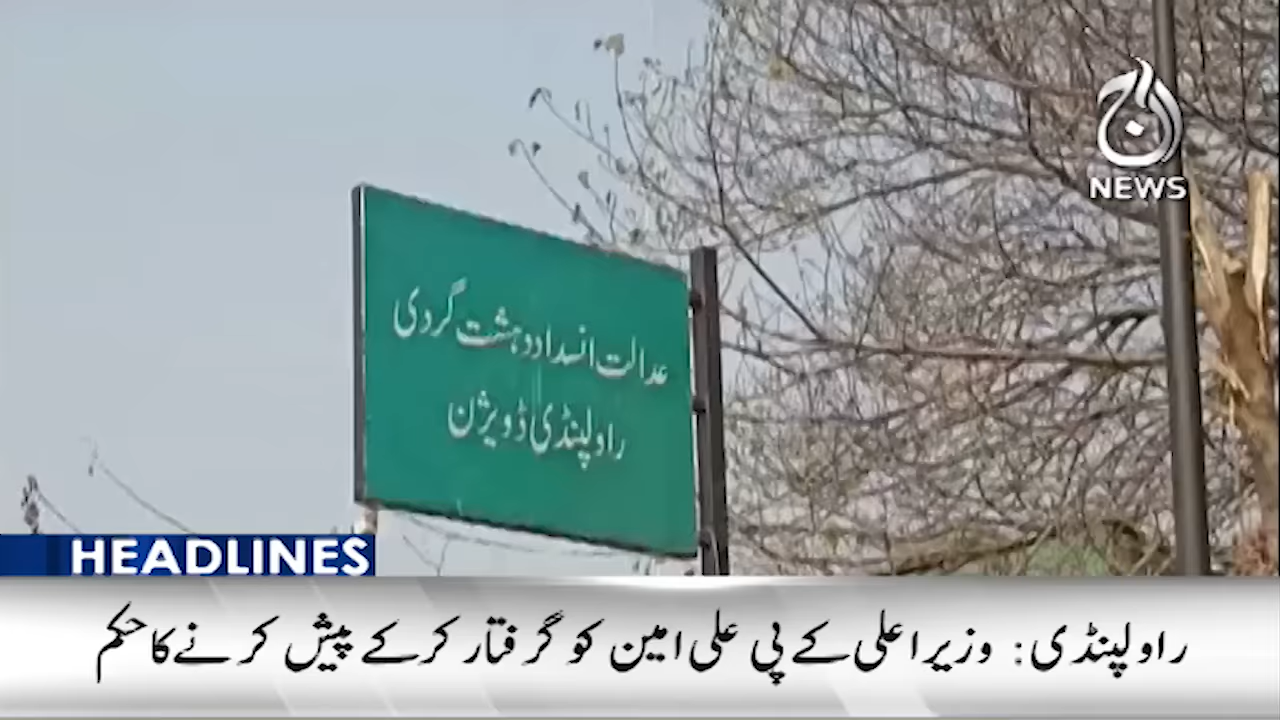 آج
NEWS
عدالت انسداد دہشت گردی
راولپنڈی ڈویژن
HEADLINES
راولپنڈی: وزیراعلی کے پی علی امین کو گرفتار کرکے پیش کرنے کا حکم